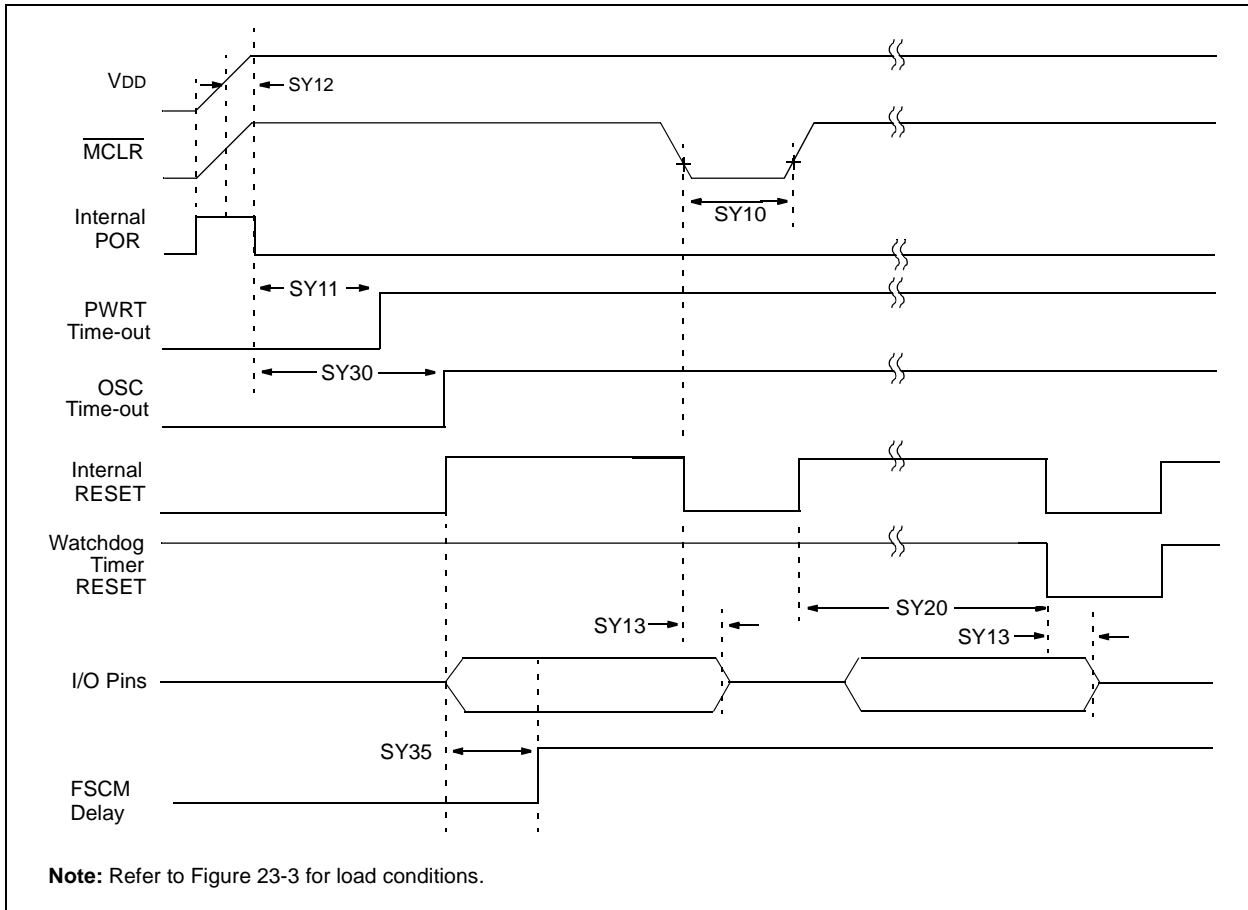 VDD
SY12
MCLR
SY10
Internal
POR
SY11
PWRT
Time-out
SY30
OSC
Time-out
Internal
RESET
Watchdog
Timer
RESET
SY20
SY13
SY13
I/O Pins
SY35
FSCM
Delay
Note: Refer to Figure 23-3 for load conditions.